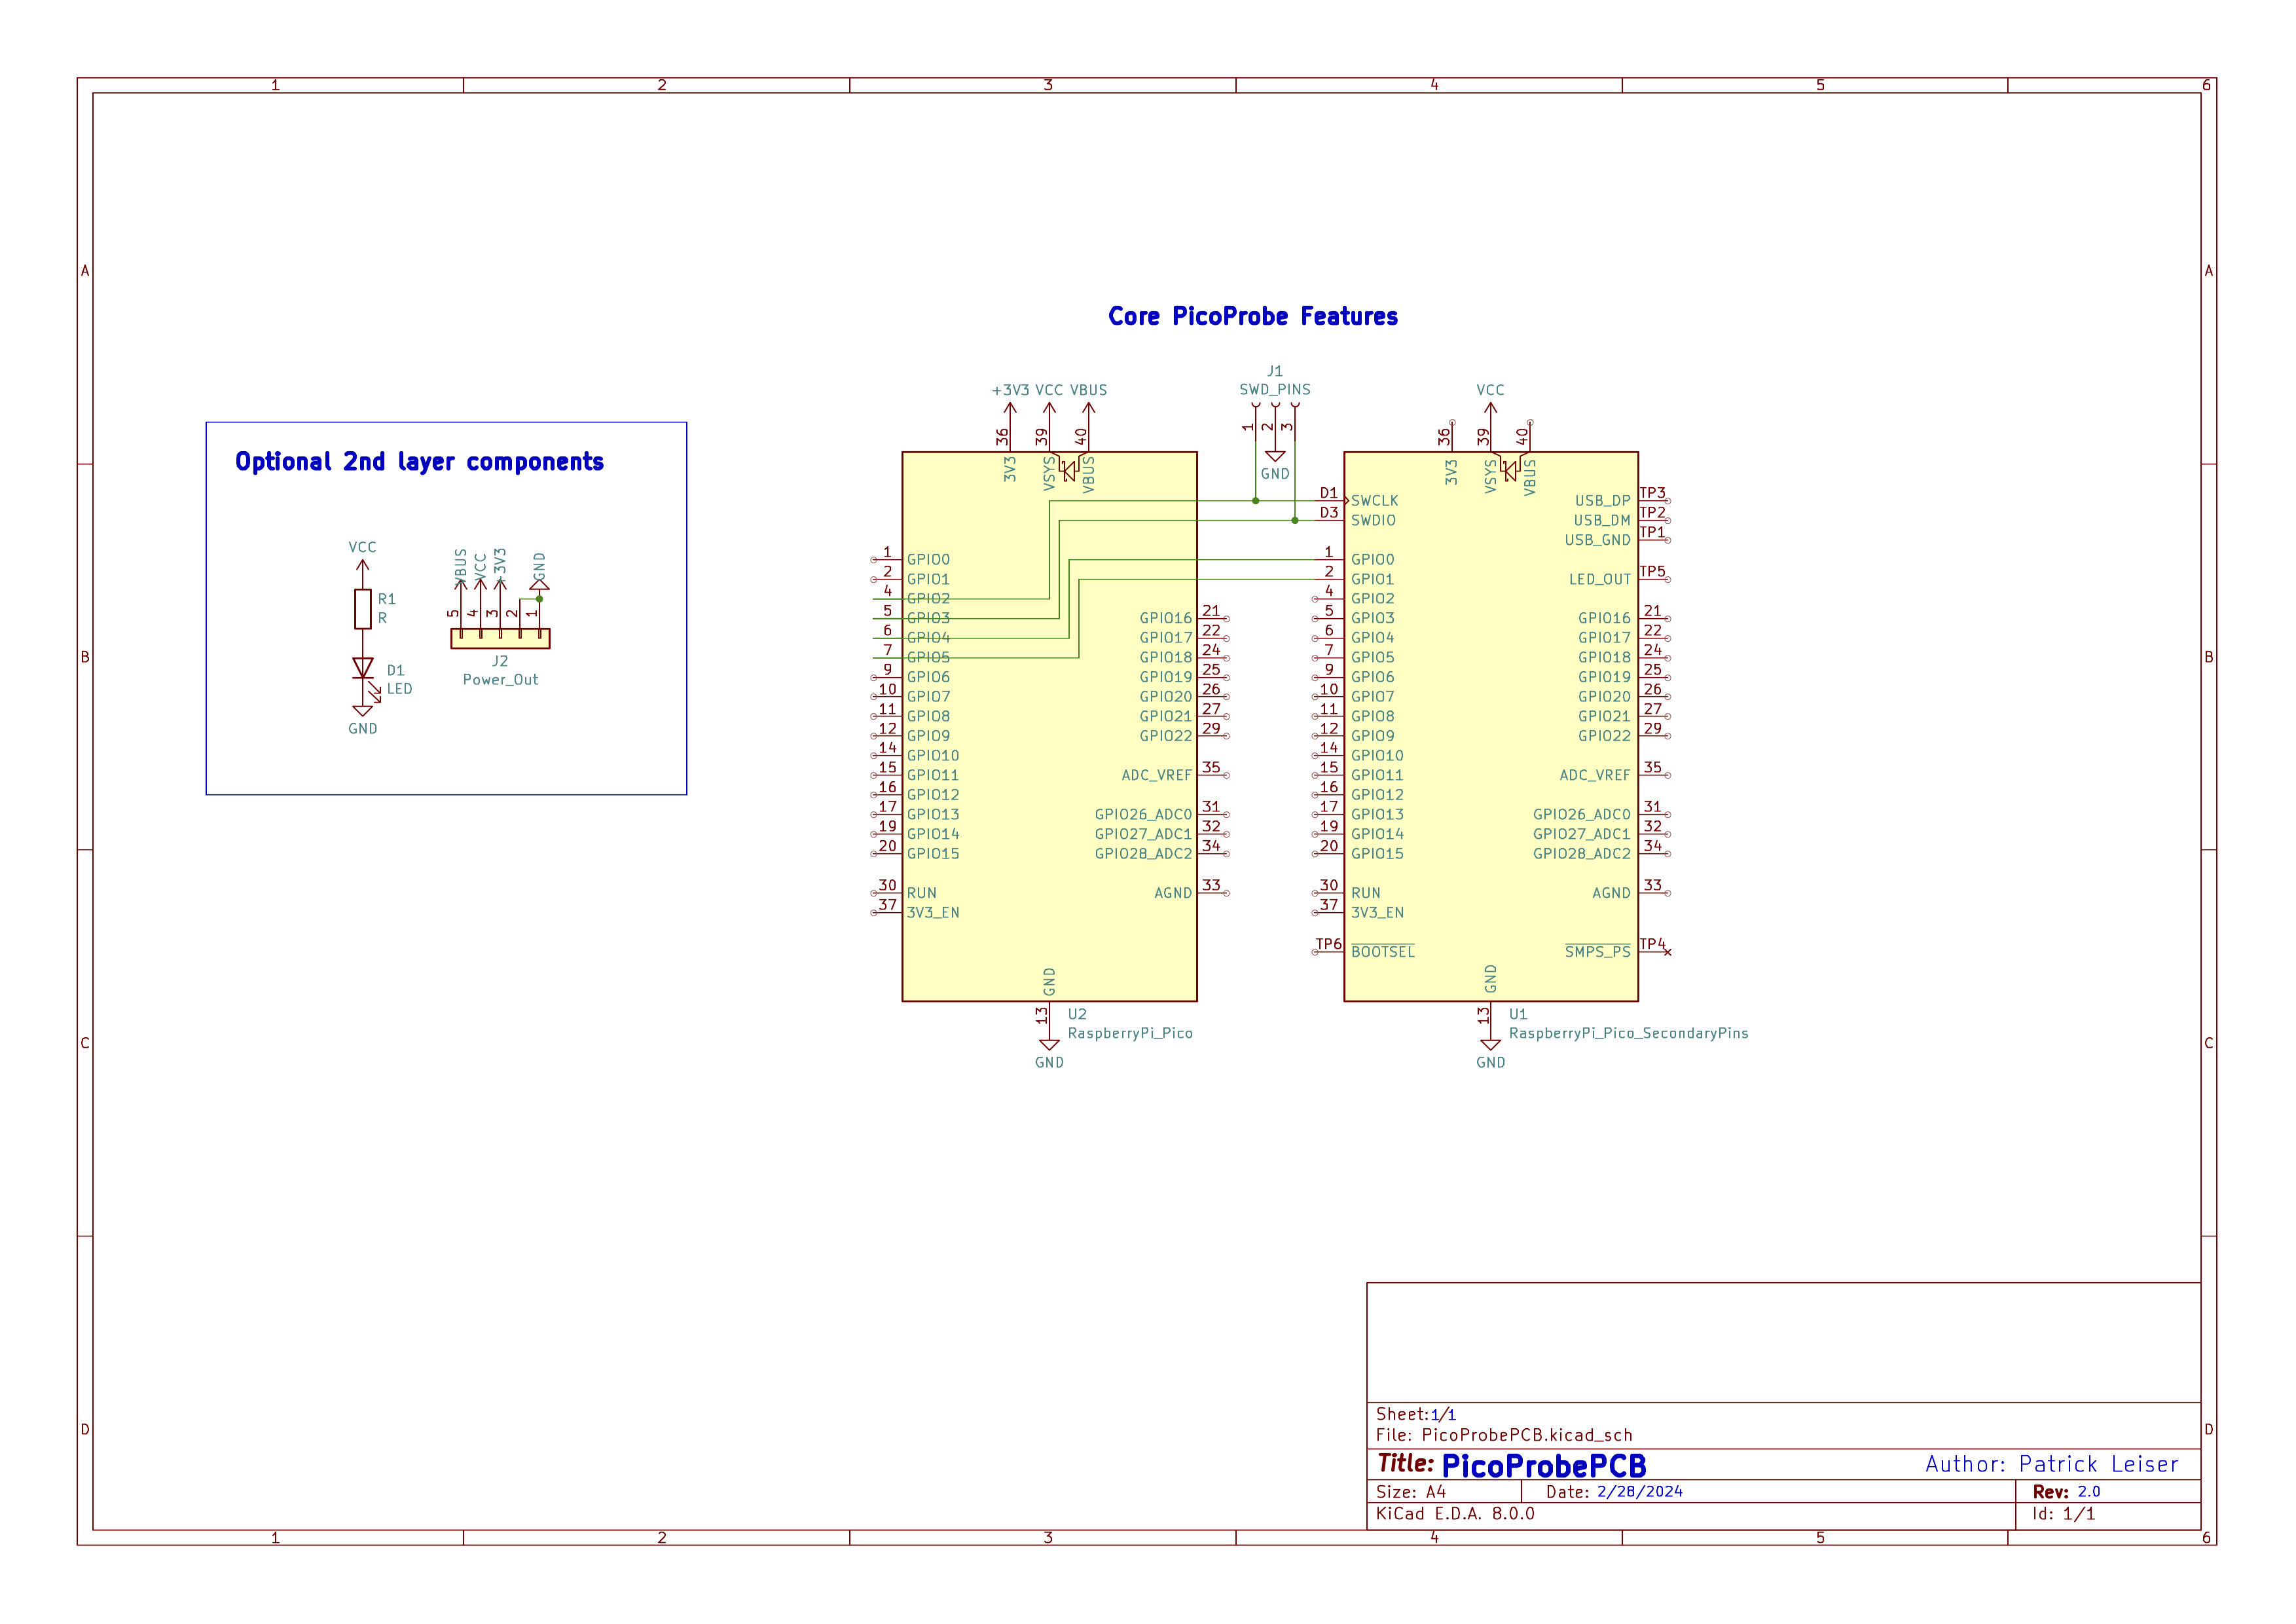 1 2 3 4 5 6
A A
Core PicoProbe Features
J1
SWD_PINS
+3V3 VCC VBUS
VCC
1 2 3
GND
Optional 2nd layer components
VCC
R1
R
D1
LED
GND
VBUS VCC +3V3 GND
5 4 3 2 1
J2
Power_Out
36 39 40
3V3 VSYS VBUS
1 GPIO0
2 GPIO1
4 GPIO2
5 GPIO3
6 GPIO4
7 GPIO5
9 GPIO6
10 GPIO7
11 GPIO8
12 GPIO9
14 GPIO10
15 GPIO11
16 GPIO12
17 GPIO13
19 GPIO14
20 GPIO15
30 RUN
37 3V3_EN
GPIO16 21
GPIO17 22
GPIO18 24
GPIO19 25
GPIO20 26
GPIO21 27
GPIO22 29
ADC_VREF 35
GPIO26_ADC0 31
GPIO27_ADC1 32
GPIO28_ADC2 34
AGND 33
GND
13
U2
RaspberryPi_Pico
GND
36 39 40
3V3 VSYS VBUS
D1 SWCLK
D3 SWDIO
1 GPIO0
2 GPIO1
4 GPIO2
5 GPIO3
6 GPIO4
7 GPIO5
9 GPIO6
10 GPIO7
11 GPIO8
12 GPIO9
14 GPIO10
15 GPIO11
16 GPIO12
17 GPIO13
19 GPIO14
20 GPIO15
30 RUN
37 3V3_EN
TP6 BOOTSEL
USB_DP TP3
USB_DM TP2
USB_GND TP1
LED_OUT TP5
GPIO16 21
GPIO17 22
GPIO18 24
GPIO19 25
GPIO20 26
GPIO21 27
GPIO22 29
ADC_VREF 35
GPIO26_ADC0 31
GPIO27_ADC1 32
GPIO28_ADC2 34
AGND 33
SMPS_PS TP4
GND
13
U1
RaspberryPi_Pico_SecondaryPins
GND
B B
C C
D D
Sheet:1/1
File: PicoProbePCB.kicad_sch
Title: PicoProbePCB Author: Patrick Leiser
Size: A4 Date: 2/28/2024 Rev: 2.0
KiCad E.D.A. 8.0.0 Id: 1/1
1 2 3 4 5 6